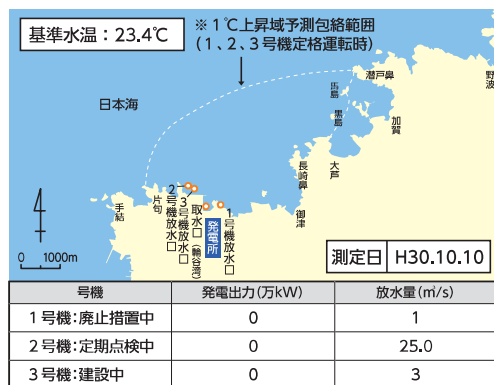 基準水温：23.4℃
※1℃上昇域予測包絡範囲
(1、2、3号機定格運転時)
日本海
潜戸鼻
野波
馬島
黒島
加賀
大戸
長崎鼻
御津
手結
片句
2号機放水口
3号機放水口
取水口(輪谷湾)
発電所
1号機放水口
0 1000m
測定日 H30.10.10
号機 発電出力(万kW) 放水量(㎥/s)
1号機：廃止措置中 0 1
2号機：定期点検中 0 25.0
3号機：建設中 0 3